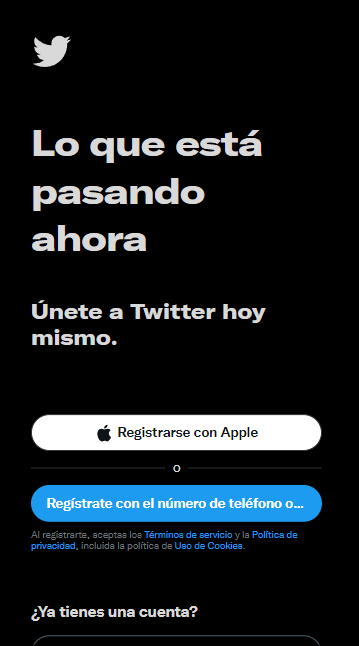 Lo que está
pasando
ahora
Únete a Twitter hoy
mismo.
Registrarse con Apple
o
Regístrate con el número de teléfono o...
Al registrarte, aceptas los Términos de servicio y la Política de
privacidad, incluida la política de Uso de Cookies.
¿Ya tienes una cuenta?